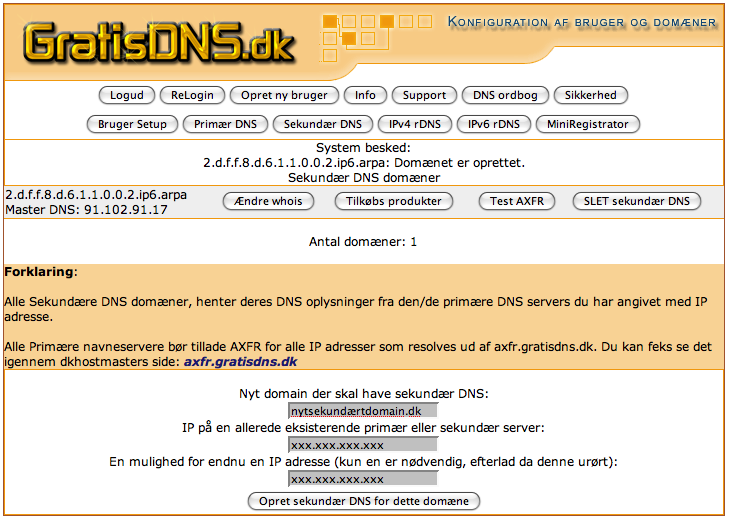 GratisDNS.dk
Konfiguration af bruger og domæner
Logud ReLogin Opret ny bruger Info Support DNS ordbog Sikkerhed
Bruger Setup Primær DNS Sekundær DNS IPv4 rDNS IPv6 rDNS MiniRegistrator
System besked:
2.d.f.f.8.d.6.1.1.0.0.2.ip6.arpa: Domænet er oprettet.
Sekundær DNS domæner
2.d.f.f.8.d.6.1.1.0.0.2.ip6.arpa
Master DNS: 91.102.91.17
Ændre whois Tilkøbs produkter Test AXFR SLET sekundær DNS
Antal domæner: 1
Forklaring:
Alle Sekundære DNS domæner, henter deres DNS oplysninger fra den/de primære DNS servers du har angivet med IP
adresse.
Alle Primære navneservere bør tillade AXFR for alle IP adresser som resolves ud af axfr.gratisdns.dk. Du kan feks se det
igennem dkhostmasters side: axfr.gratisdns.dk
Nyt domain der skal have sekundær DNS:
nytsekundærtdomain.dk
IP på en allerede eksisterende primær eller sekundær server:
xxx.xxx.xxx.xxx
En mulighed for endnu en IP adresse (kun en er nødvendig, efterlad da denne urørt):
xxx.xxx.xxx.xxx
Opret sekundær DNS for dette domæne